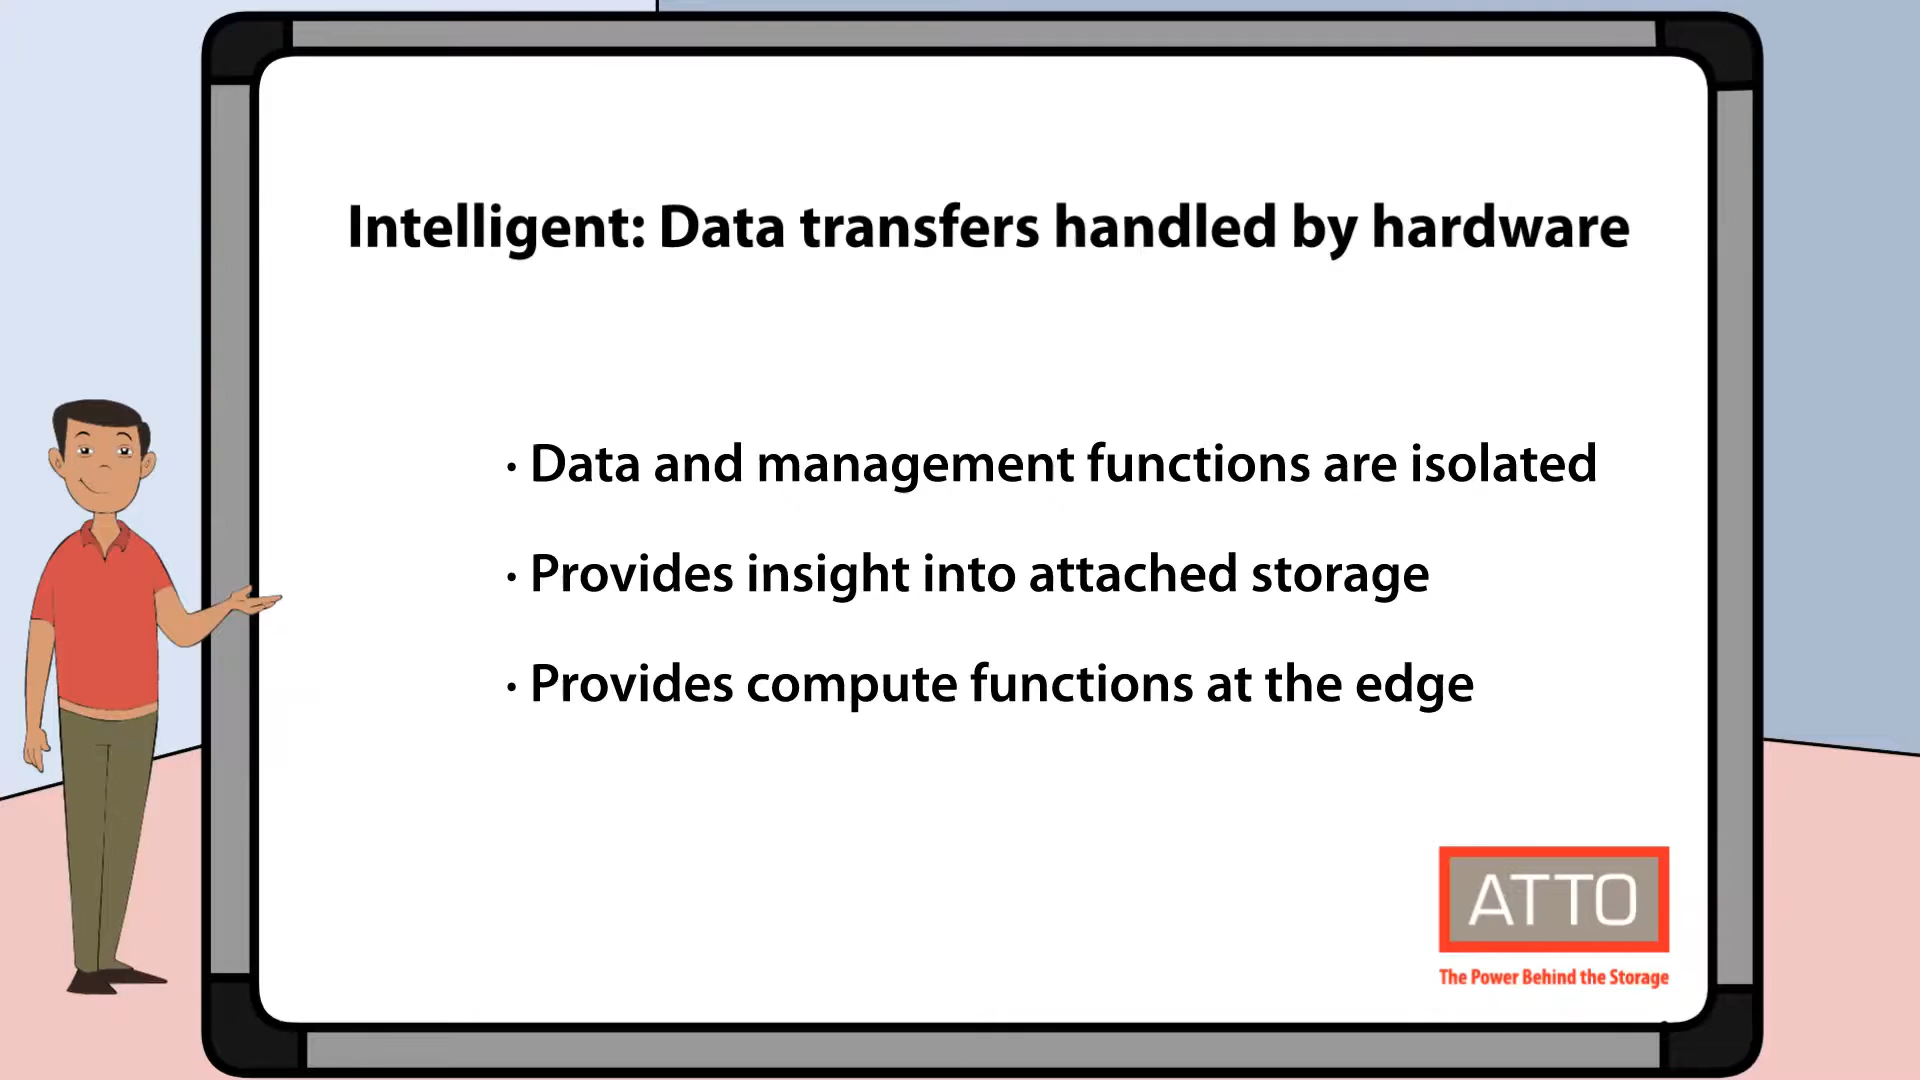 Intelligent: Data transfers handled by hardware
· Data and management functions are isolated
· Provides insight into attached storage
· Provides compute functions at the edge
ATTO
The Power Behind the Storage